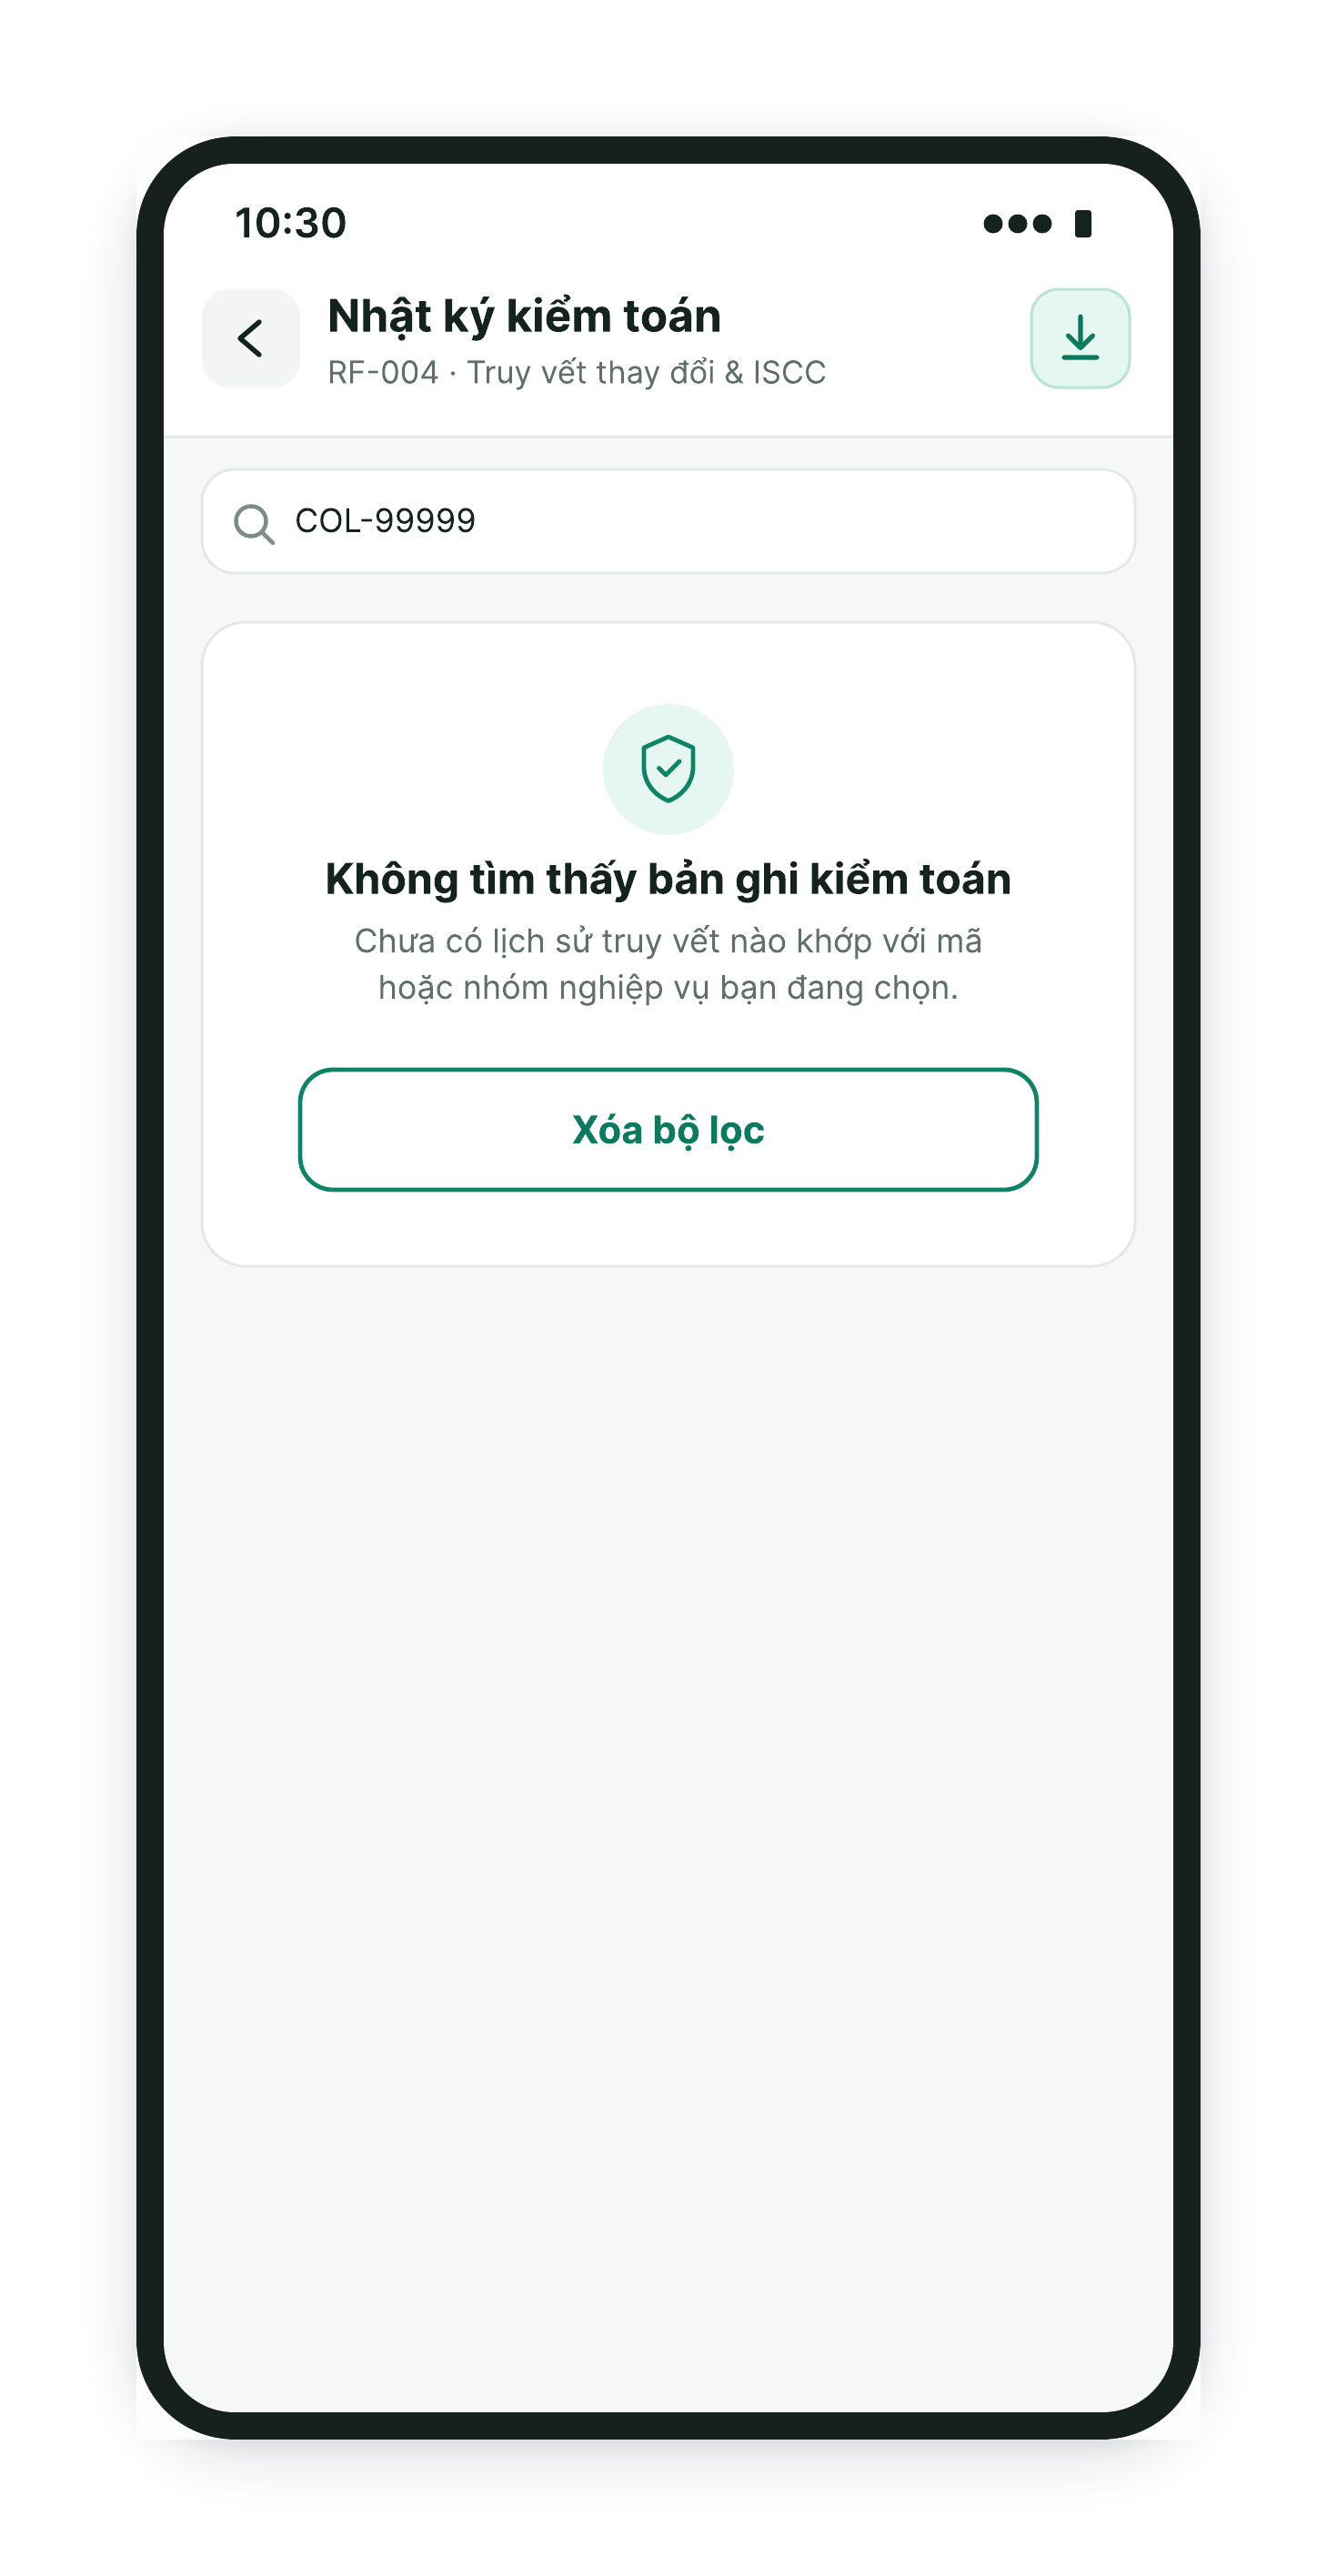 10:30
Nhật ký kiểm toán
RF-004 · Truy vết thay đổi & ISCC
COL-99999
Không tìm thấy bản ghi kiểm toán
Chưa có lịch sử truy vết nào khớp với mã
hoặc nhóm nghiệp vụ bạn đang chọn.
Xóa bộ lọc